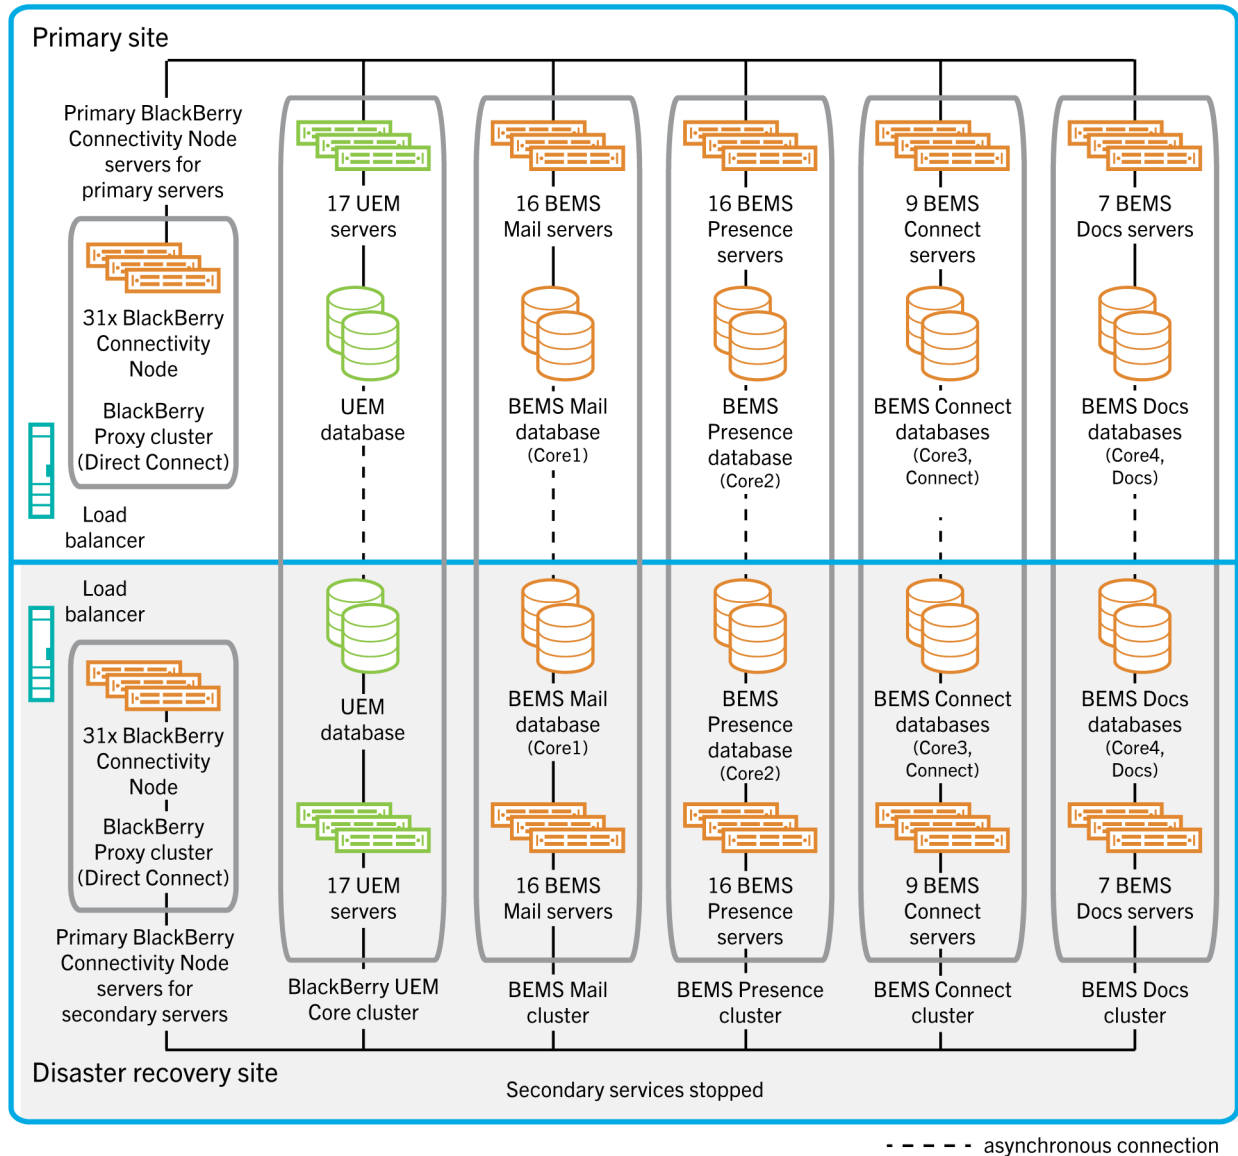 Primary site
Primary BlackBerry
Connectivity Node
servers for
primary servers
31x BlackBerry
Connectivity
Node
BlackBerry
Proxy cluster
(Direct Connect)
Load
balancer
17 UEM
servers
UEM
database
16 BEMS
Mail servers
BEMS Mail
database
(Core1)
16 BEMS
Presence
servers
BEMS
Presence
database
(Core2)
9 BEMS
Connect
servers
BEMS Connect
databases
(Core3,
Connect)
7 BEMS
Docs servers
BEMS Docs
databases
(Core4,
Docs)
Load
balancer
31x BlackBerry
Connectivity
Node
BlackBerry
Proxy cluster
(Direct Connect)
Primary BlackBerry
Connectivity Node
servers for
secondary servers
UEM
database
17 UEM
servers
BlackBerry UEM
Core cluster
BEMS Mail
database
(Core1)
16 BEMS
Mail servers
BEMS Mail
cluster
BEMS
Presence
database
(Core2)
16 BEMS
Presence
servers
BEMS Presence
cluster
BEMS Connect
databases
(Core3,
Connect)
9 BEMS
Connect
servers
BEMS Connect
cluster
BEMS Docs
databases
(Core4,
Docs)
7 BEMS
Docs servers
BEMS Docs
cluster
Disaster recovery site
Secondary services stopped
asynchronous connection